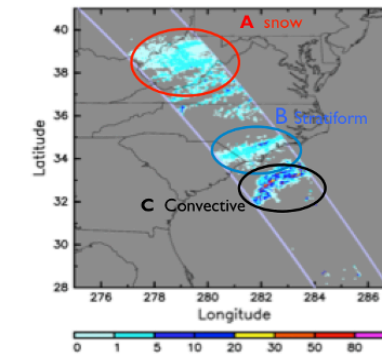 A snow
B Stratiform
C Convective
Latitude
40
38
36
34
32
30
28
276 278 280 282 284 286
Longitude
0 1 5 10 20 30 50 80